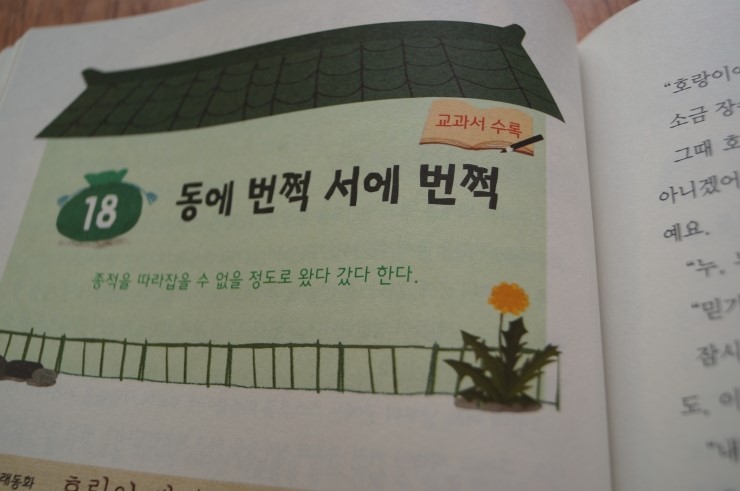 교과서 수록
18
동에 번쩍 서에 번쩍
종적을 따라잡을 수 없을 정도로 왔다 갔다 한다.
래동화
"호랑이
소금 장
그때 호
아니겠어
예요.
"누,
"믿기
잠시
도, 이
"내